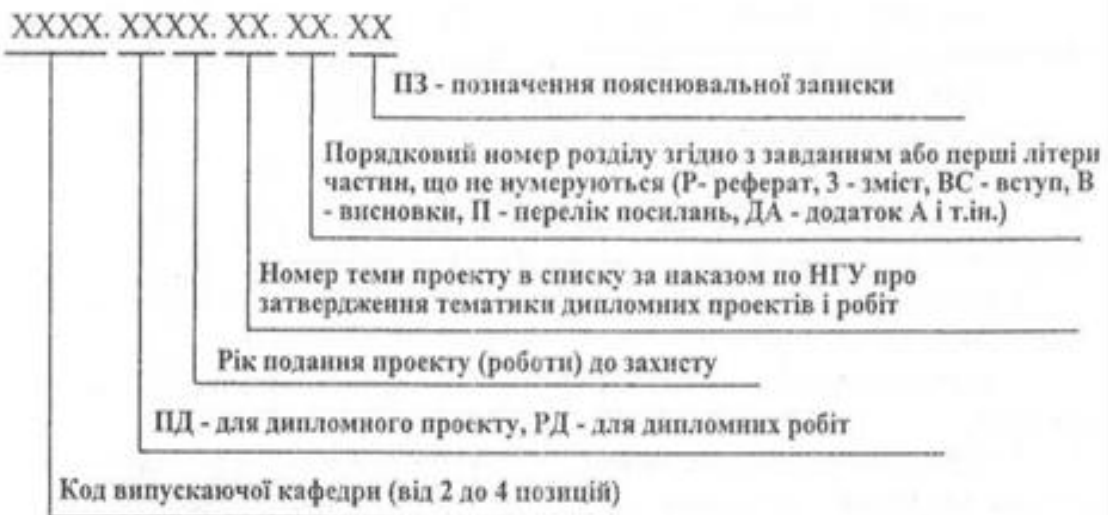 XXXX. XXXX. XX. XX. XX
ПЗ - позначення пояснювальної записки
Порядковий номер розділу згідно з завданням або перші літери
частин, що не нумеруються (Р- реферат, З - зміст, ВС - вступ, В
- висновки, П - перелік посилань, ДА - додаток А і т.ін.)
Номер теми проекту в списку за наказом по НГУ про
затвердження тематики дипломних проектів і робіт
Рік подання проекту (роботи) до захисту
ПД - для дипломного проекту, РД - для дипломних робіт
Код випускаючої кафедри (від 2 до 4 позицій)